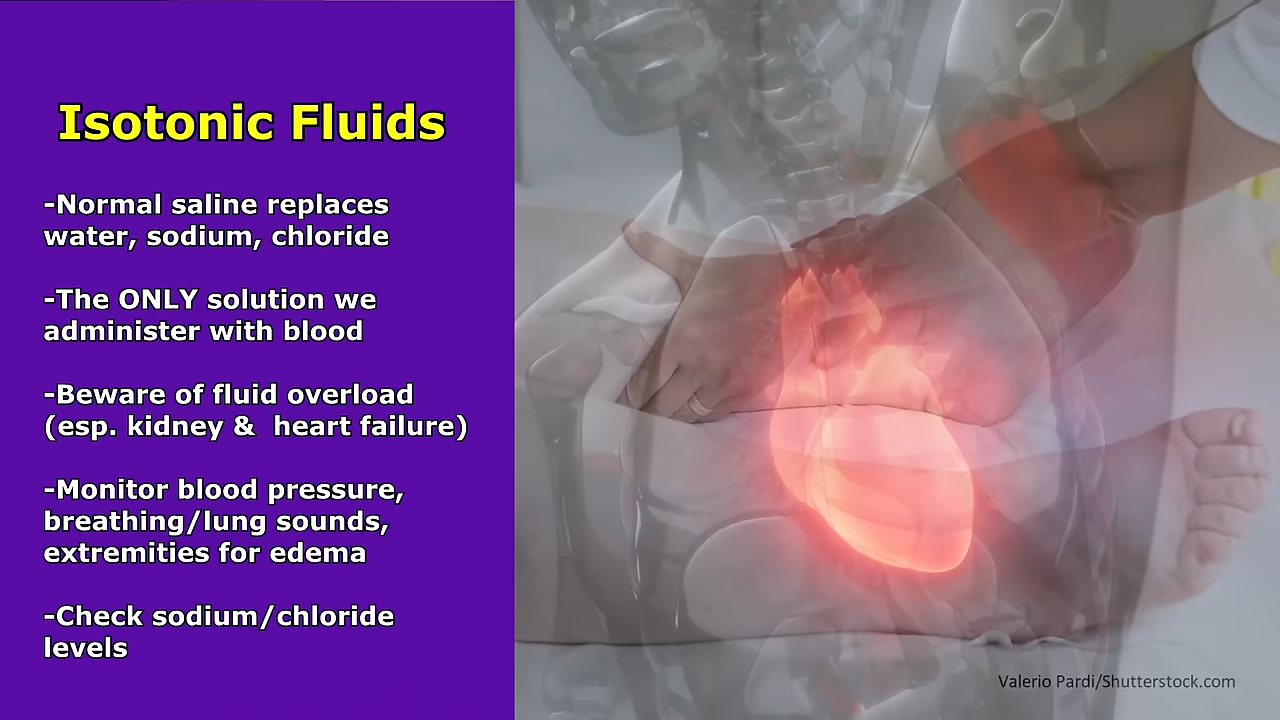 Isotonic Fluids
-Normal saline replaces
water, sodium, chloride
-The ONLY solution we
administer with blood
-Beware of fluid overload
(esp. kidney &  heart failure)
-Monitor blood pressure,
breathing/lung sounds,
extremities for edema
-Check sodium/chloride
levels
Valerio Pardi/Shutterstock.com